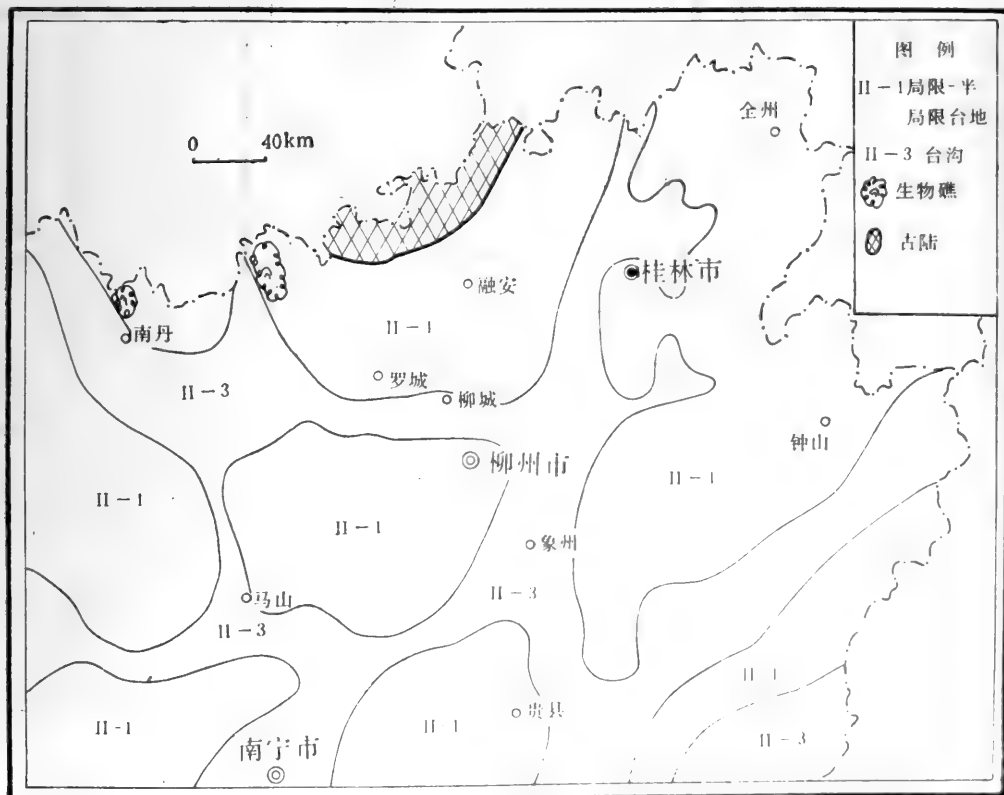 图 例
II-1局限-半
局限台地
II-3 台沟
生物礁
古陆
全州
0 40km
桂林市
融安
II-1
南丹
II-3
罗城
柳城
钟山
柳州市
II-1
II-1
II-1
象州
马山
II-3
II-3
II-1
II-1
贵县
II-1
II-3
南宁市